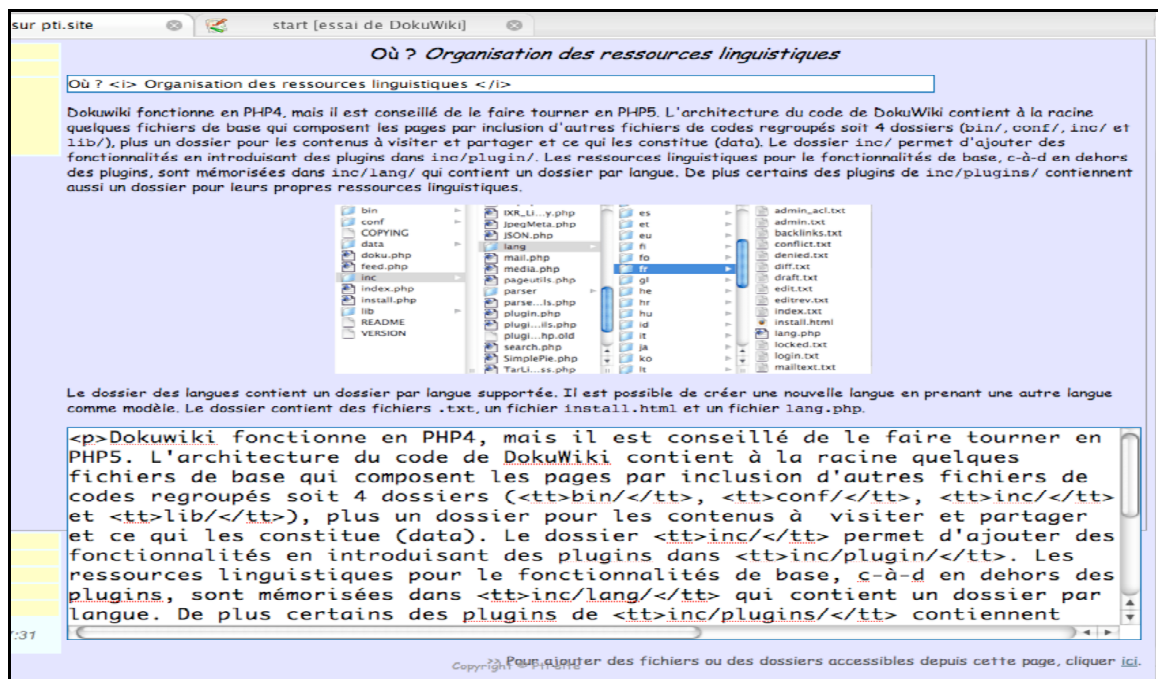 sur pti.site
start [essai de DokuWiki]
Où ? Organisation des ressources linguistiques
Où ? <i> Organisation des ressources linguistiques </i>
Dokuwiki fonctionne en PHP4, mais il est conseillé de le faire tourner en PHP5. L'architecture du code de DokuWiki contient à la racine
quelques fichiers de base qui composent les pages par inclusion d'autres fichiers de codes regroupés soit 4 dossiers (bin/, conf/, inc/ et
lib/), plus un dossier pour les contenus à visiter et partager et ce qui les constitue (data). Le dossier inc/ permet d'ajouter des
fonctionnalités en introduisant des plugins dans inc/plugin/. Les ressources linguistiques pour le fonctionnalités de base, c-à-d en dehors
des plugins, sont mémorisées dans inc/lang/ qui contient un dossier par langue. De plus certains des plugins de inc/plugins/ contiennent
aussi un dossier pour leurs propres ressources linguistiques.
bin
conf
COPYING
data
doku.php
feed.php
inc
index.php
install.php
lib
README
VERSION
IXR_Li...y.php
JpegMeta.php
JSON.php
lang
mail.php
media.php
pageutils.php
parser
parse...ls.php
plugin.php
plugi...ils.php
plugi...hp.old
search.php
SimplePie.php
TarLi...ss.php
es
et
eu
fi
fo
fr
gl
he
hr
hu
id
it
ja
ko
lt
admin_acl.txt
admin.txt
backlinks.txt
conflict.txt
denied.txt
diff.txt
draft.txt
edit.txt
editrev.txt
index.txt
install.html
lang.php
locked.txt
login.txt
mailtext.txt
Le dossier des langues contient un dossier par langue supportée. Il est possible de créer une nouvelle langue en prenant une autre langue
comme modèle. Le dossier contient des fichiers .txt, un fichier install.html et un fichier lang.php.
<p>Dokuwiki fonctionne en PHP4, mais il est conseillé de le faire tourner en
PHP5. L'architecture du code de DokuWiki contient à la racine quelques
fichiers de base qui composent les pages par inclusion d'autres fichiers de
codes regroupés soit 4 dossiers (<tt>bin/</tt>, <tt>conf/</tt>, <tt>inc/</tt>
et <tt>lib/</tt>), plus un dossier pour les contenus à  visiter et partager
et ce qui les constitue (data). Le dossier <tt>inc/</tt> permet d'ajouter des
fonctionnalités en introduisant des plugins dans <tt>inc/plugin/</tt>. Les
ressources linguistiques pour le fonctionnalités de base, c-à-d en dehors des
plugins, sont mémorisées dans <tt>inc/lang/</tt> qui contient un dossier par
langue. De plus certains des plugins de <tt>inc/plugins/</tt> contiennent
:31
>> Pour ajouter des fichiers ou des dossiers accessibles depuis cette page, cliquer ici.
Copyright ©